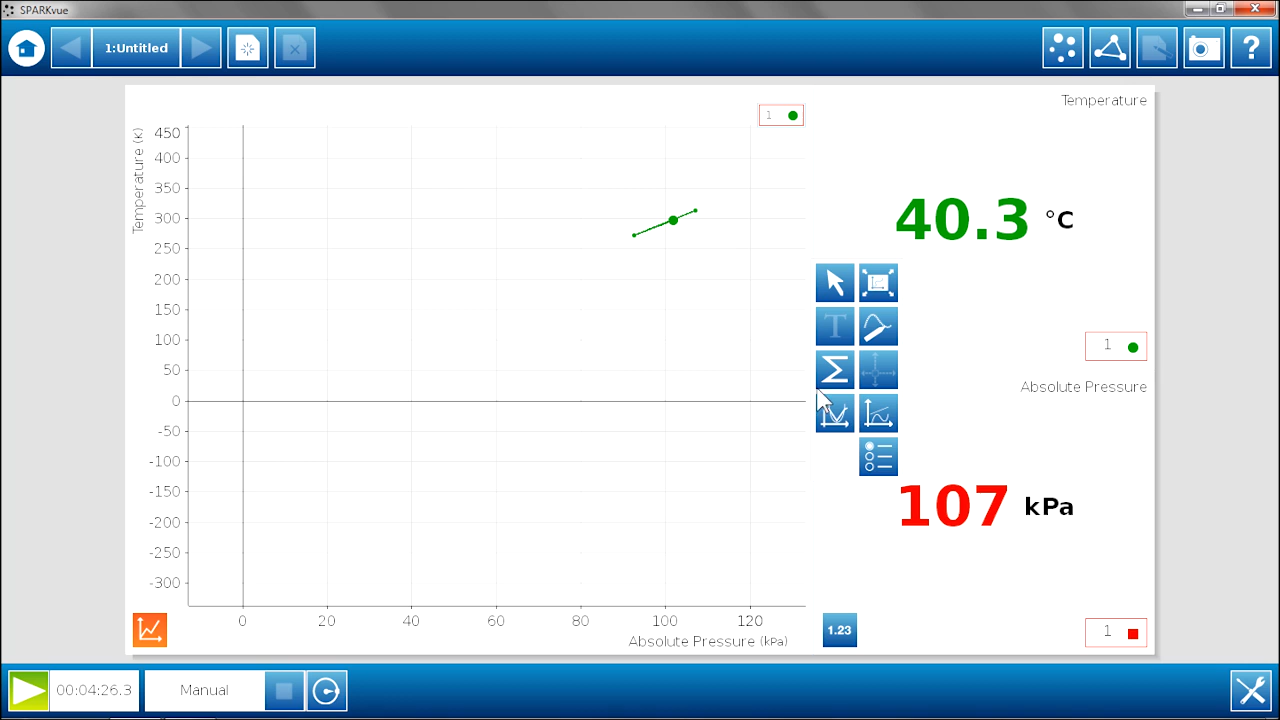 SPARKvue
1:Untitled
?
Temperature
1
Temperature (K)
450
400
350
300
250
200
150
100
50
0
-50
-100
-150
-200
-250
-300
0 20 40 60 80 100 120
Absolute Pressure (kPa)
40.3 °C
T
1
Absolute Pressure
Σ
107 kPa
1.23
1
00:04:26.3
Manual